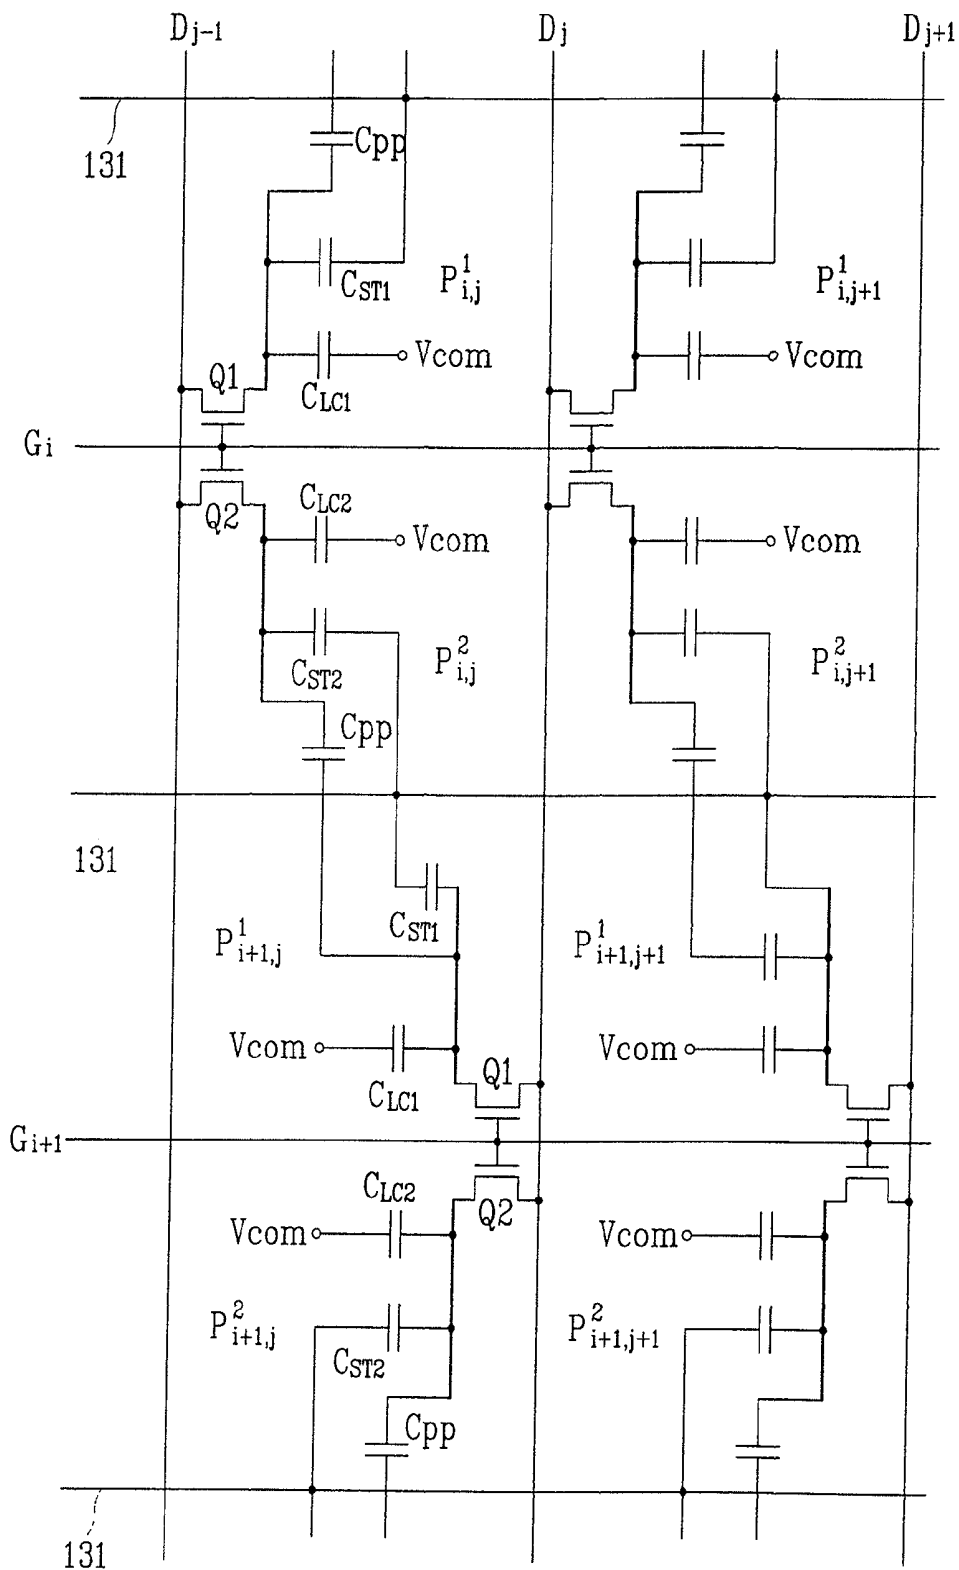 Dj-1 Dj Dj+1
131
Cpp
CST1 P1i,j P1i,j+1
Vcom Vcom
Q1 CLC1
Gi
Q2 CLC2
Vcom Vcom
CST2 P2i,j P2i,j+1
Cpp
131
CST1
P1i+1,j P1i+1,j+1
Vcom Vcom
CLC1 Q1
Gi+1
CLC2 Q2
Vcom Vcom
P2i+1,j P2i+1,j+1
CST2
Cpp
131